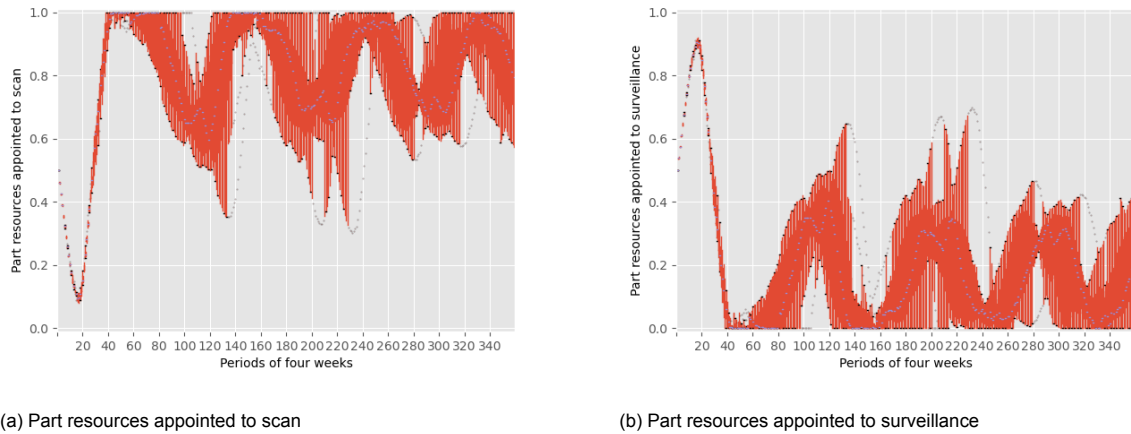 1.0
0.8
0.6
0.4
0.2
0.0
Part resources appointed to scan
20 40 60 80 100 120 140 160 180 200 220 240 260 280 300 320 340
Periods of four weeks
(a) Part resources appointed to scan
1.0
0.8
0.6
0.4
0.2
0.0
Part resources appointed to surveillance
20 40 60 80 100 120 140 160 180 200 220 240 260 280 300 320 340
Periods of four weeks
(b) Part resources appointed to surveillance